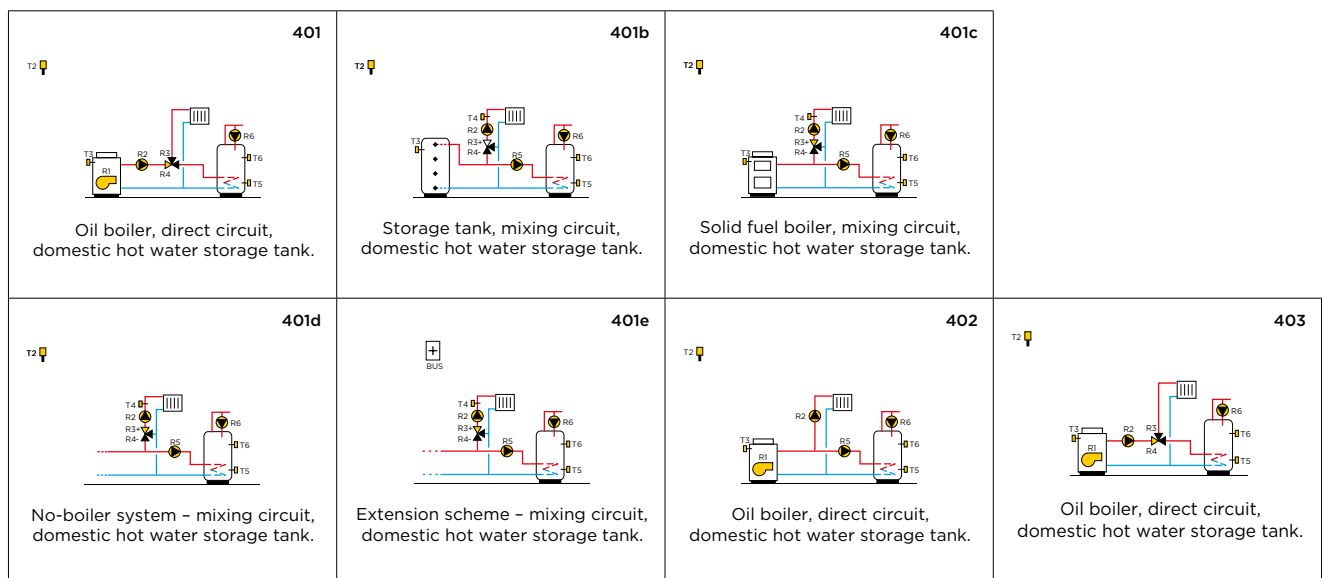 401
T2
R3
R6
T3
R2
T6
R1
R4
T5
Oil boiler, direct circuit,
domestic hot water storage tank.
401b
T2
T4
R2
R6
T3
R3+
R4-
R5
T6
T5
Storage tank, mixing circuit,
domestic hot water storage tank.
401c
T2
T4
R2
R6
R3+
T3
R4-
R5
T6
T5
Solid fuel boiler, mixing circuit,
domestic hot water storage tank.
401d
T2
T4
R2
R6
R3+
R4-
R5
T6
T5
No-boiler system – mixing circuit,
domestic hot water storage tank.
401e
BUS
T4
R2
R6
R3+
R4-
R5
T6
T5
Extension scheme – mixing circuit,
domestic hot water storage tank.
402
T2
R2
R6
T3
R5
T6
R1
T5
Oil boiler, direct circuit,
domestic hot water storage tank.
403
T2
R6
T3
R2
R3
T6
R1
R4
T5
Oil boiler, direct circuit,
domestic hot water storage tank.